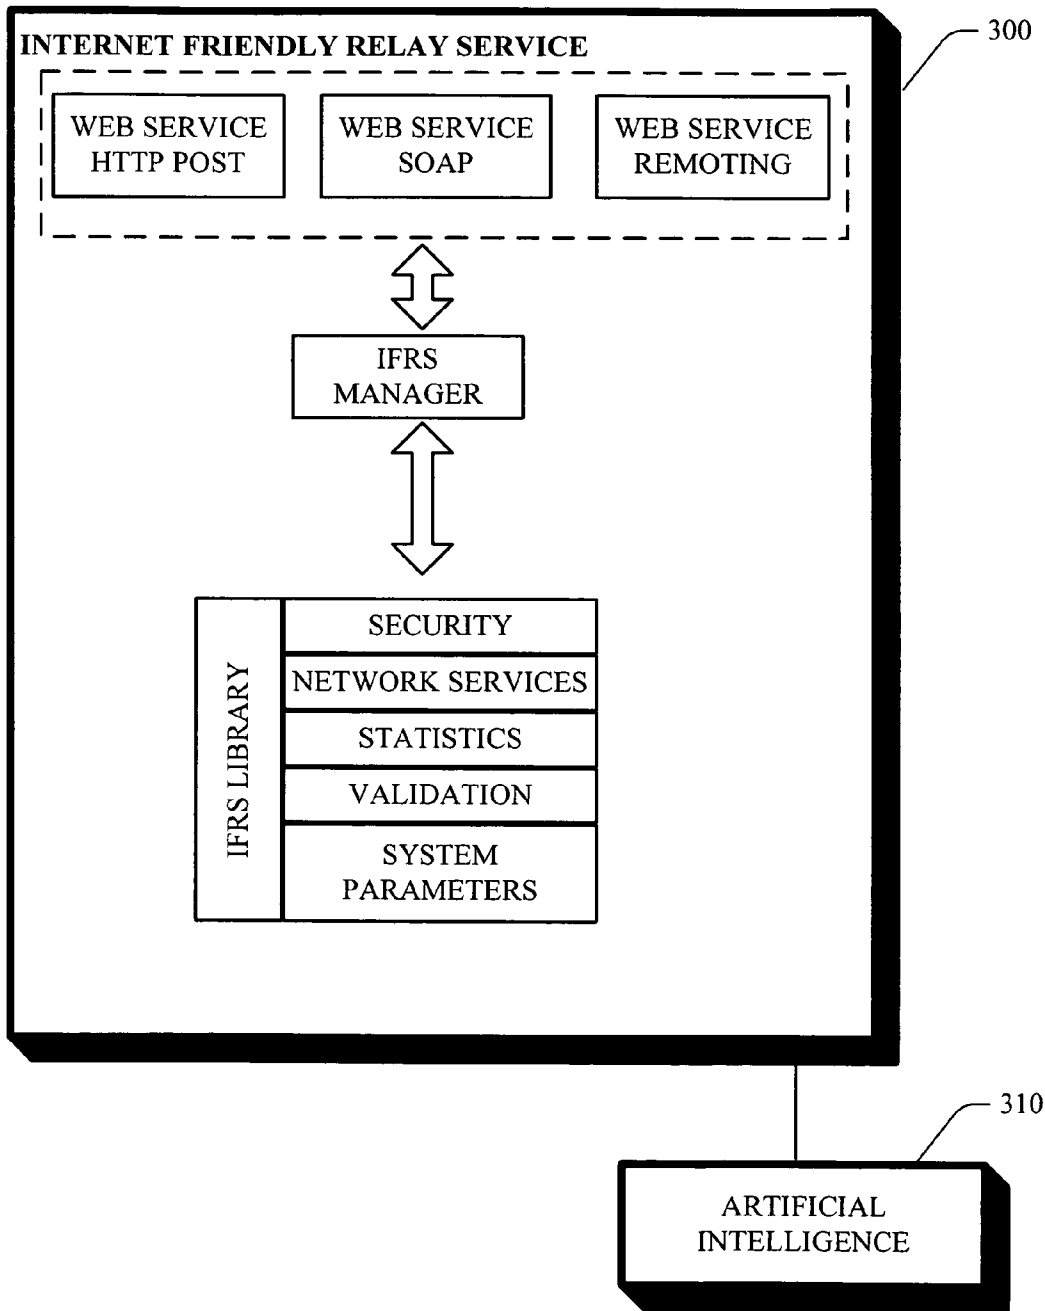 300
INTERNET FRIENDLY RELAY SERVICE
WEB SERVICE
HTTP POST
WEB SERVICE
SOAP
WEB SERVICE
REMOTING
IFRS
MANAGER
IFRS LIBRARY
SECURITY
NETWORK SERVICES
STATISTICS
VALIDATION
SYSTEM
PARAMETERS
310
ARTIFICIAL
INTELLIGENCE